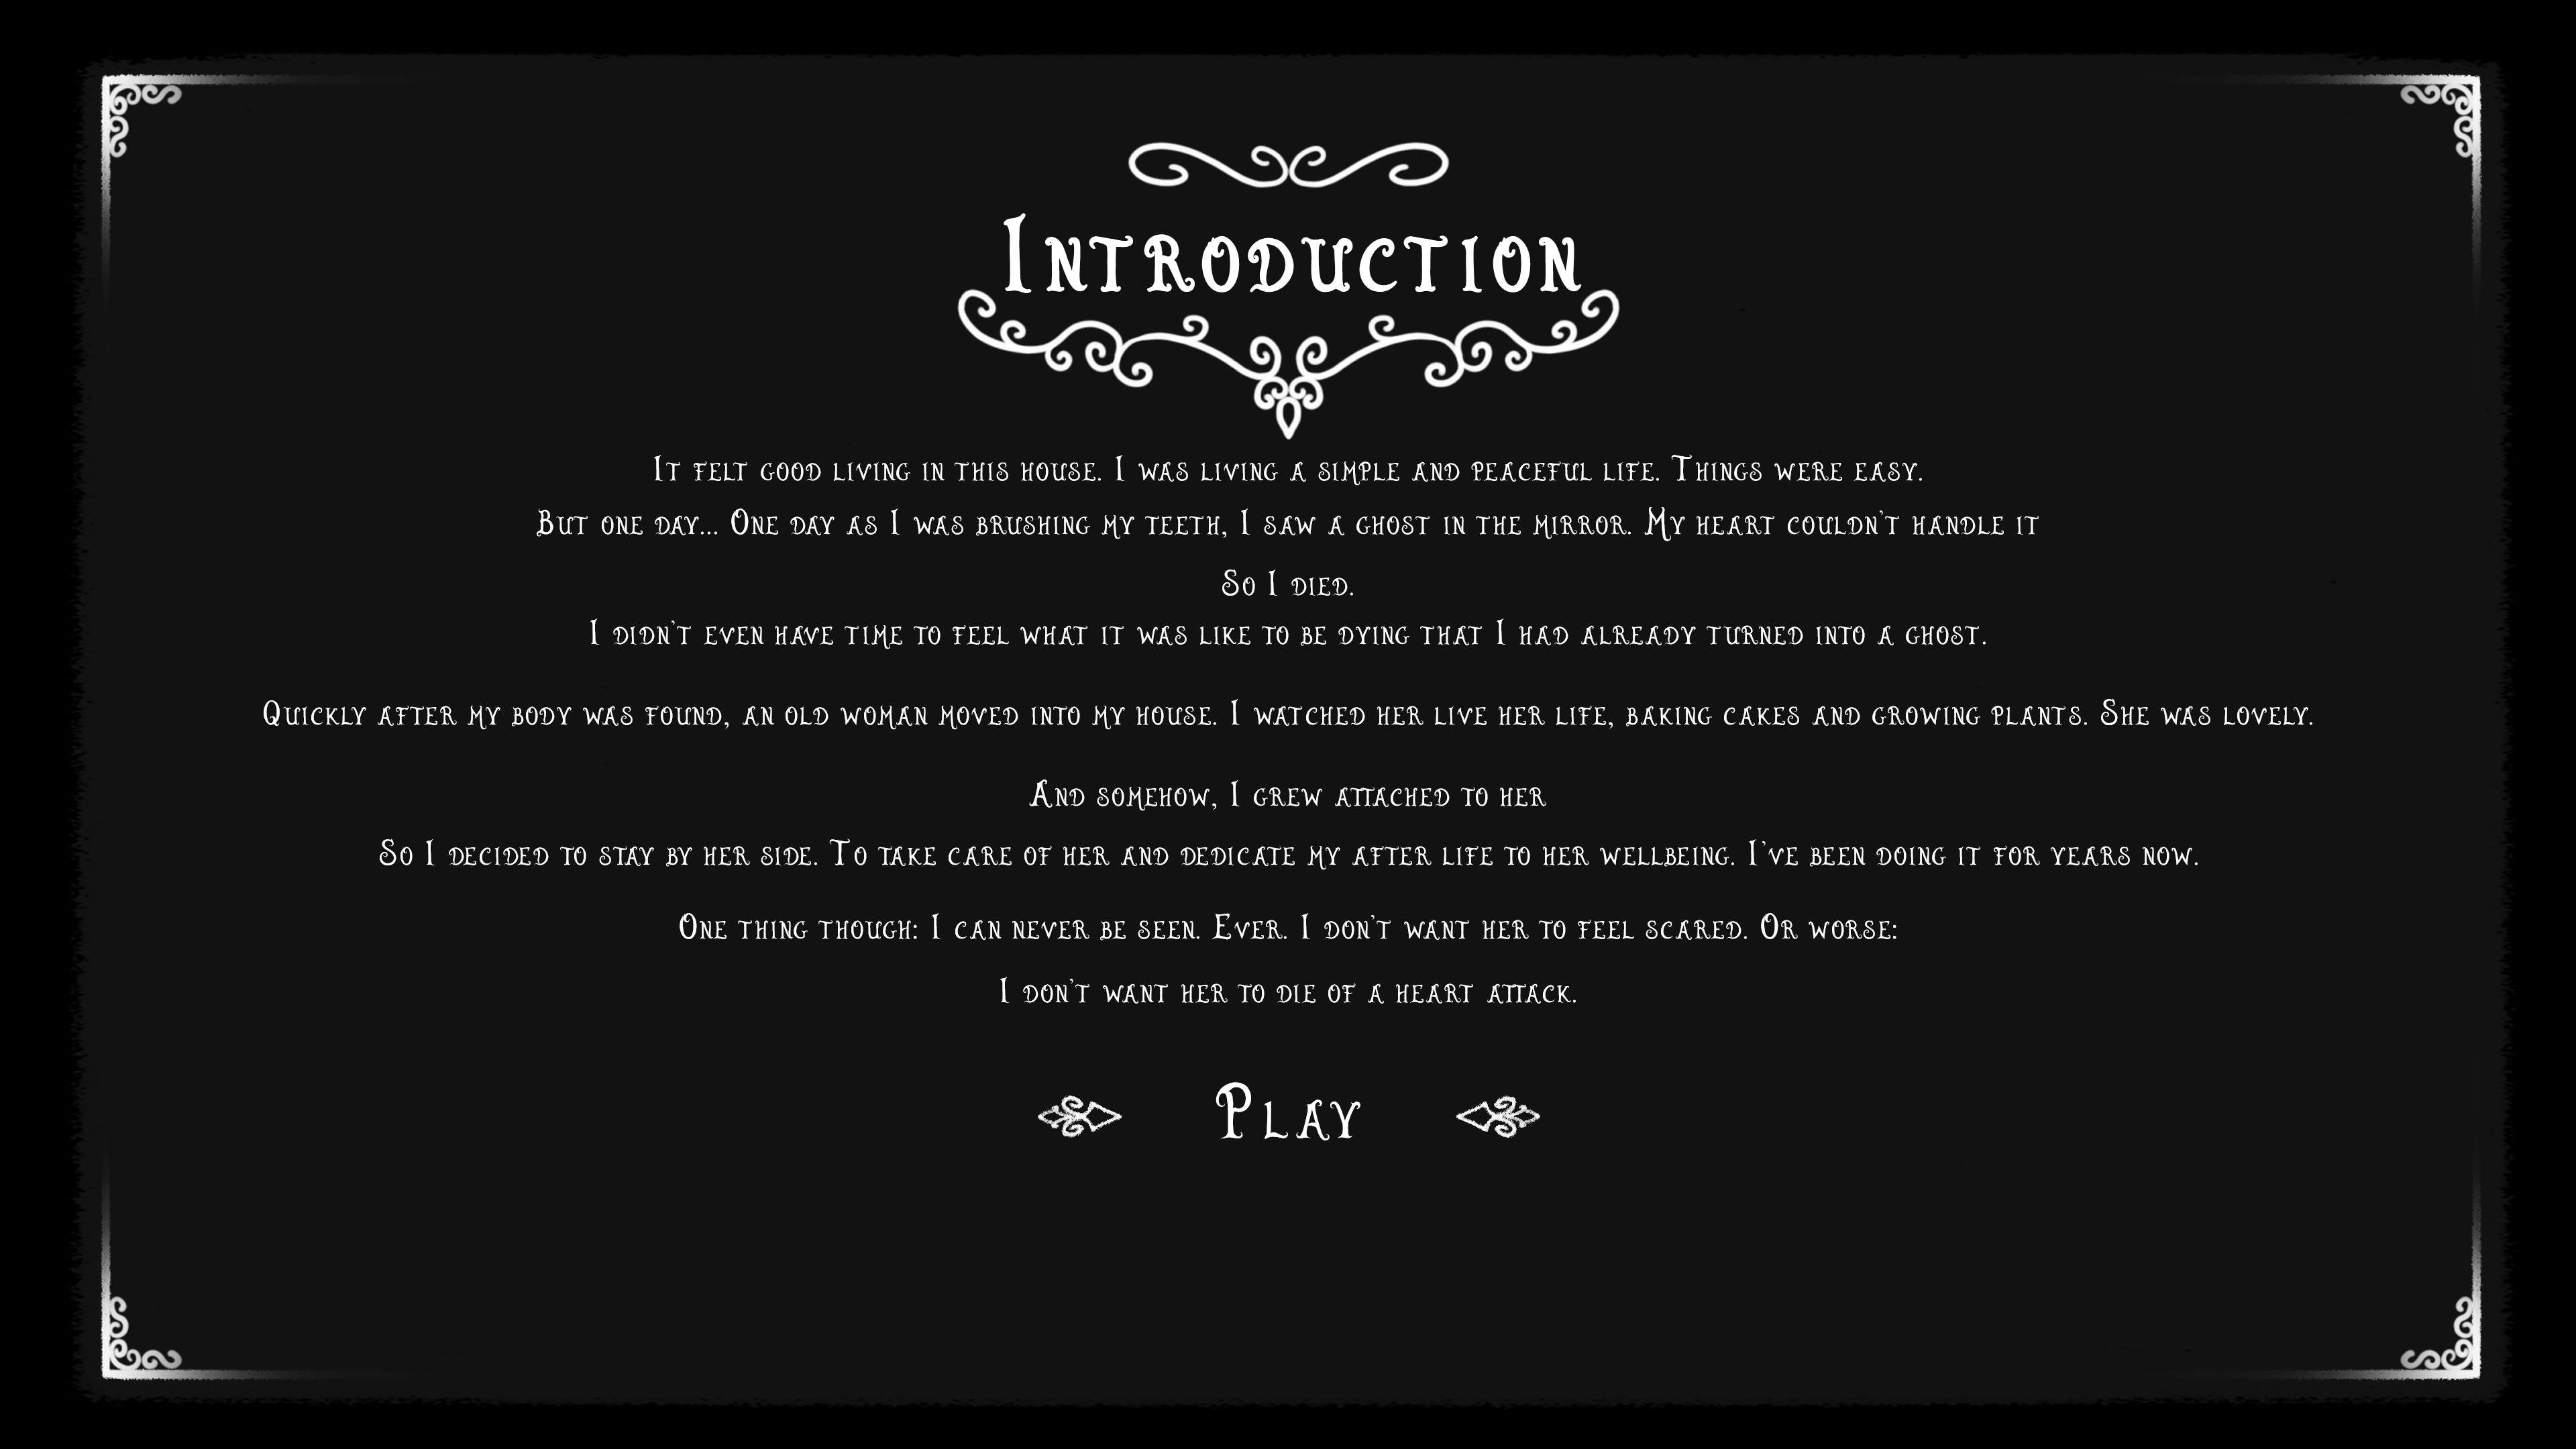 Introduction
It felt good living in this house. I was living a simple and peaceful life. Things were easy.
But one day... One day as I was brushing my teeth, I saw a ghost in the mirror. My heart couldn't handle it
So I died.
I didn't even have time to feel what it was like to be dying that I had already turned into a ghost.
Quickly after my body was found, an old woman moved into my house. I watched her live her life, baking cakes and growing plants. She was lovely.
And somehow, I grew attached to her
So I decided to stay by her side. To take care of her and dedicate my after life to her wellbeing. I've been doing it for years now.
One thing though: I can never be seen. Ever. I don't want her to feel scared. Or worse:
I don't want her to die of a heart attack.
Play